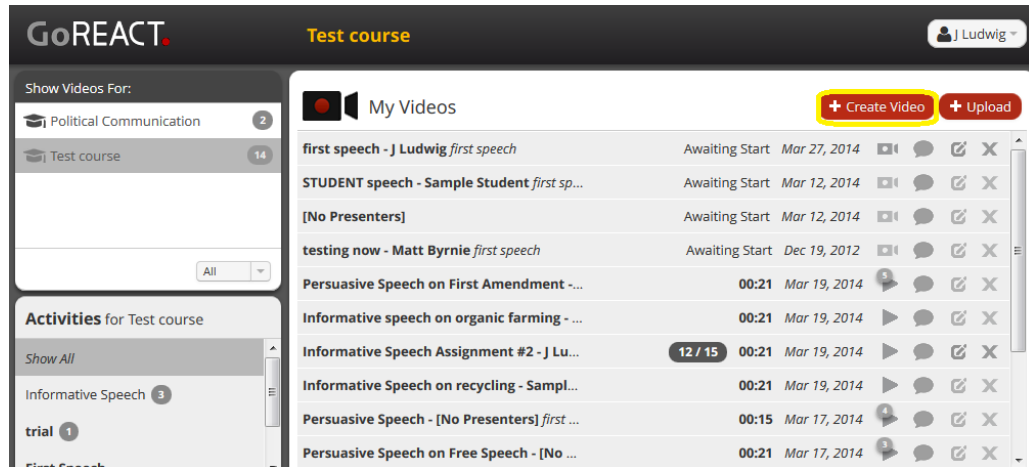 GoREACT. Test course J Ludwig
Show Videos For:
Political Communication 2
Test course 14
All
Activities for Test course
Show All
Informative Speech 3
trial 1
First Speech
My Videos + Create Video + Upload
first speech - J Ludwig first speech Awaiting Start Mar 27, 2014
STUDENT speech - Sample Student first sp... Awaiting Start Mar 12, 2014
[No Presenters] Awaiting Start Mar 12, 2014
testing now - Matt Byrnie first speech Awaiting Start Dec 19, 2012
Persuasive Speech on First Amendment -... 00:21 Mar 19, 2014 5
Informative speech on organic farming - ... 00:21 Mar 19, 2014
Informative Speech Assignment #2 - J Lu... 12 / 15 00:21 Mar 19, 2014
Informative Speech on recycling - Sampl... 00:21 Mar 19, 2014
Persuasive Speech - [No Presenters] first ... 00:15 Mar 17, 2014 4
Persuasive Speech on Free Speech - [No ... 00:21 Mar 17, 2014 3